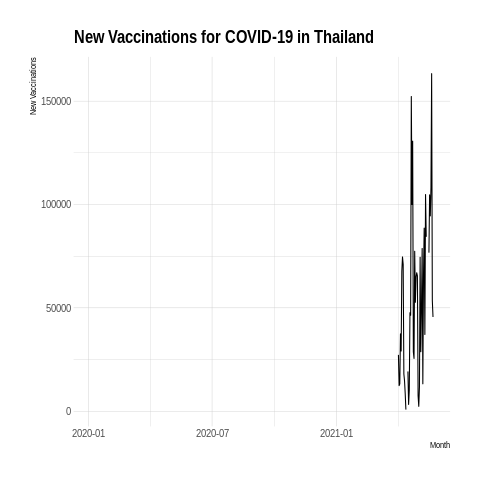 New Vaccinations for COVID-19 in Thailand
New Vaccinations
150000
100000
50000
0
2020-01
2020-07
2021-01
Month